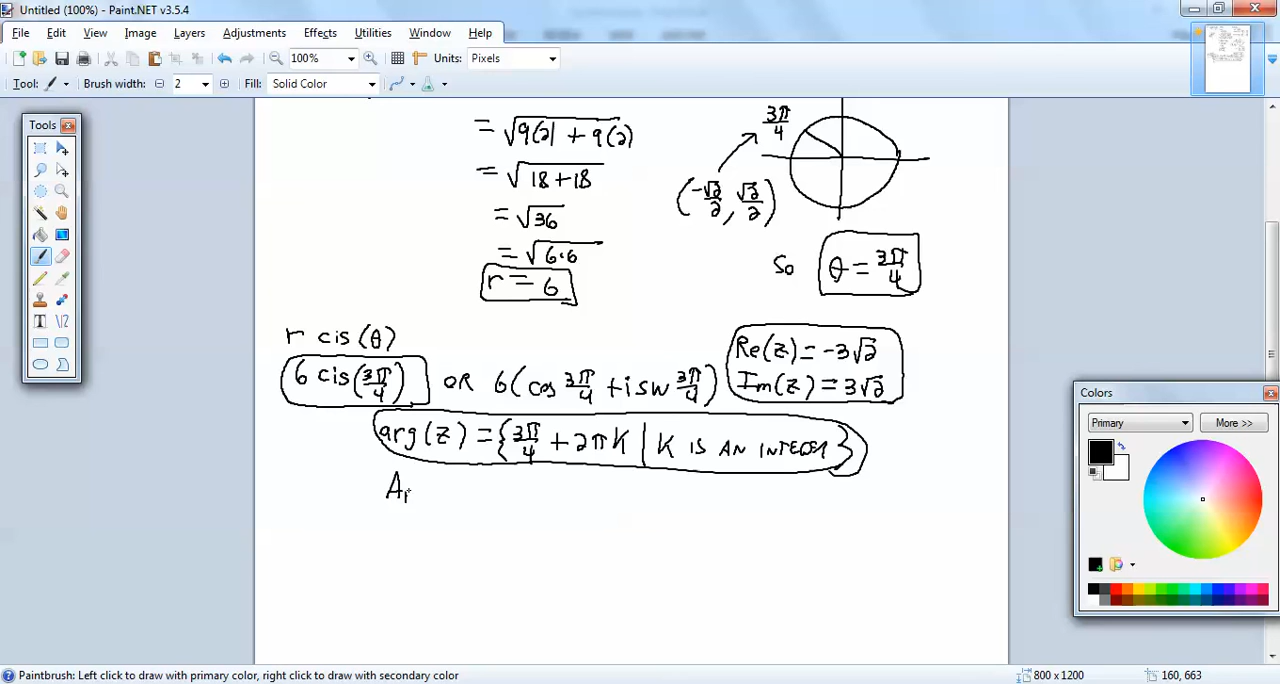 Untitled (100%) - Paint.NET v3.5.4
File Edit View Image Layers Adjustments Effects Utilities Window Help
100% Units: Pixels
Tool: Brush width: 2 Fill: Solid Color
Tools
= √9(2) + 9(2)
= √18+18
= √36
= √6·6
r = 6
3π/4
(-√2/2, √2/2)
So θ = 3π/4
r cis(θ)
6 cis(3π/4) OR 6(cos 3π/4 + i sin 3π/4)
Re(z) = -3√2
Im(z) = 3√2
arg(z) = {3π/4 + 2πK | K IS AN INTEGER}
Ar
Colors
Primary More >>
Paintbrush: Left click to draw with primary color, right click to draw with secondary color
800 x 1200 160, 663